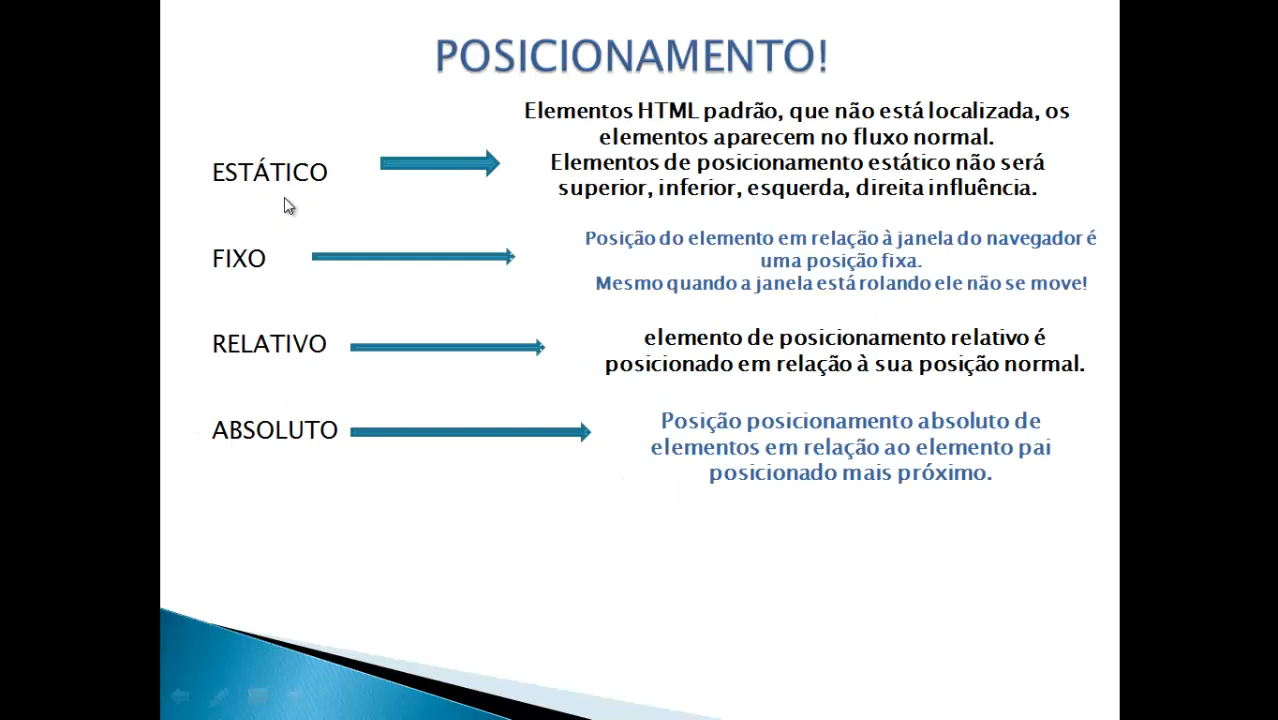 POSICIONAMENTO!
ESTÁTICO
Elementos HTML padrão, que não está localizada, os
elementos aparecem no fluxo normal.
Elementos de posicionamento estático não será
superior, inferior, esquerda, direita influência.
FIXO
Posição do elemento em relação à janela do navegador é
uma posição fixa.
Mesmo quando a janela está rolando ele não se move!
RELATIVO
elemento de posicionamento relativo é
posicionado em relação à sua posição normal.
ABSOLUTO
Posição posicionamento absoluto de
elementos em relação ao elemento pai
posicionado mais próximo.